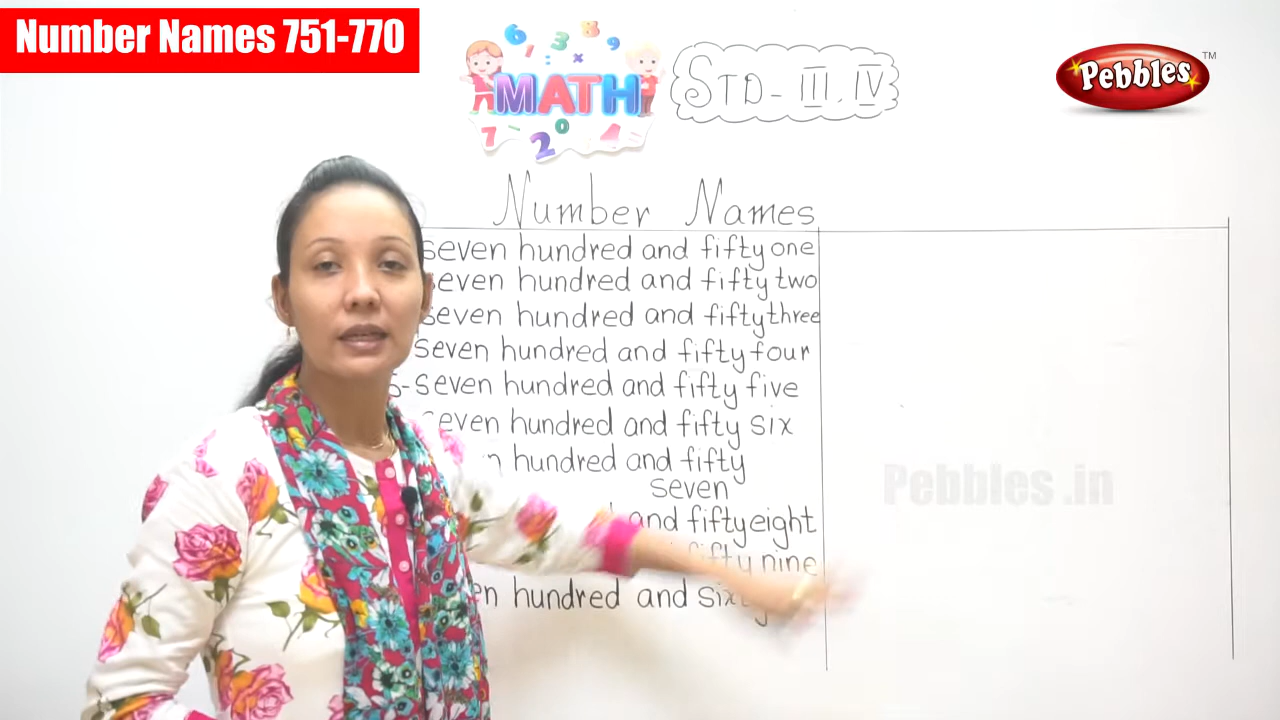 Number Names 751-770
MATH
STD - III, IV
Pebbles™
Number Names
seven hundred and fifty one
seven hundred and fifty two
seven hundred and fifty three
seven hundred and fifty four
5-seven hundred and fifty five
seven hundred and fifty six
hundred and fifty
seven
and fifty eight
fifty nine
hundred and
Pebbles.in